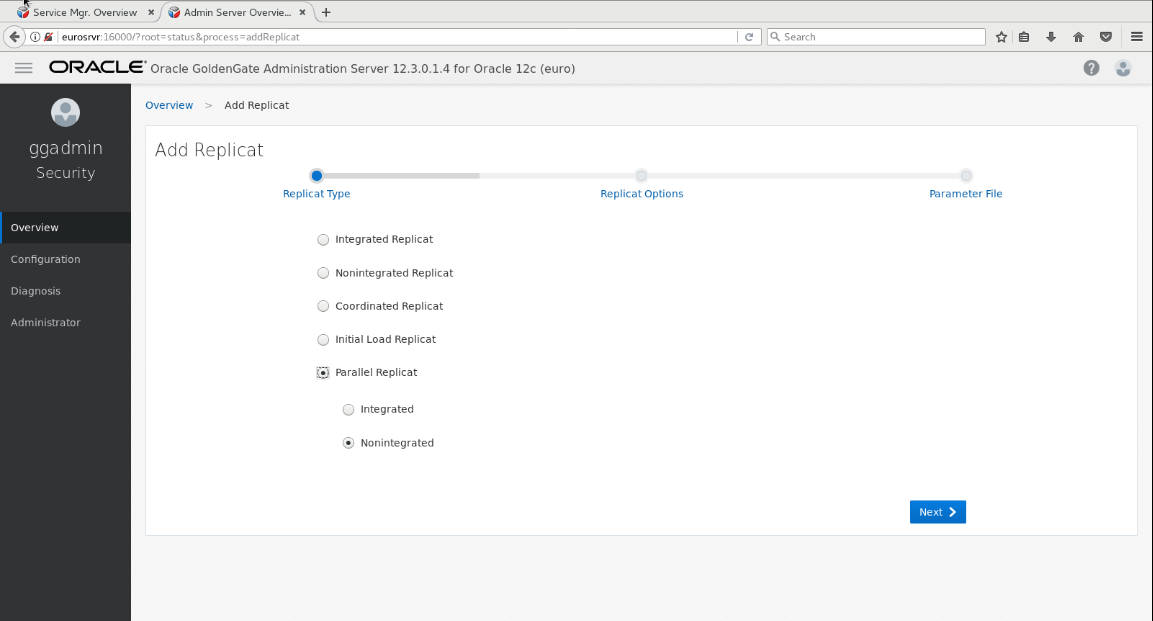 Service Mgr. Overview × Admin Server Overvie... × +
eurosrvr:16000/?root=status&process=addReplicat Search
ORACLE Oracle GoldenGate Administration Server 12.3.0.1.4 for Oracle 12c (euro) ?
ggadmin
Security
Overview
Configuration
Diagnosis
Administrator
Overview > Add Replicat
Add Replicat
Replicat Type Replicat Options Parameter File
Integrated Replicat
Nonintegrated Replicat
Coordinated Replicat
Initial Load Replicat
Parallel Replicat
Integrated
Nonintegrated
Next